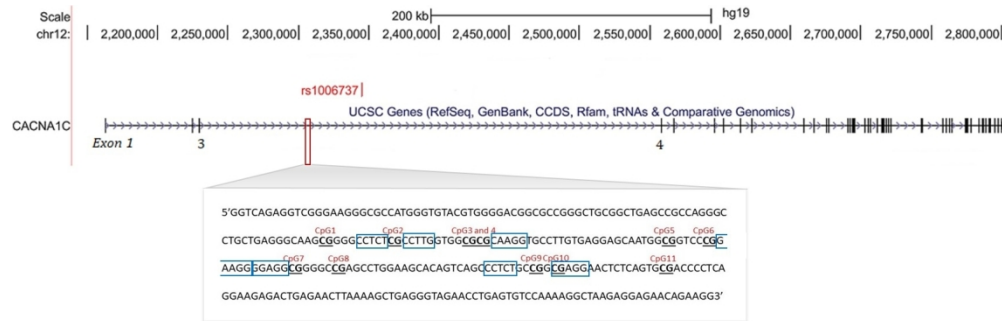 Scale 200 kb hg19
chr12: 2,200,000 2,250,000 2,300,000 2,350,000 2,400,000 2,450,000 2,500,000 2,550,000 2,600,000 2,650,000 2,700,000 2,750,000 2,800,000
rs1006737
UCSC Genes (RefSeq, GenBank, CCDS, Rfam, tRNAs & Comparative Genomics)
CACNA1C
Exon 1 3 4
5'GGTCAGAGGTCGGGAAGGGCGCCATGGGTGTACGTGGGGACGGCGCCGGGCTGCGGCTGAGCCGCCAGGGC
CpG1 CpG2 CpG3 and 4 CpG5 CpG6
CTGCTGAGGGCAAGCGGGGCCTCTCGCCTTGGTGGCGCGCAAGGTGCCTTGTGAGGAGCAATGGCGGTCCCGG
CpG7 CpG8 CpG9 CpG10 CpG11
AAGGGGAGGCGGGGCCGAGCCTGGAAGCACAGTCAGCCCCTCTGCCGGCGAGGAACTCTCAGTGCGACCCCTCA
GGAAGAGACTGAGAACTTAAAAGCTGAGGGTAGAACCTGAGTGTCCAAAAGGCTAAGAGGAGAACAGAAGG3'